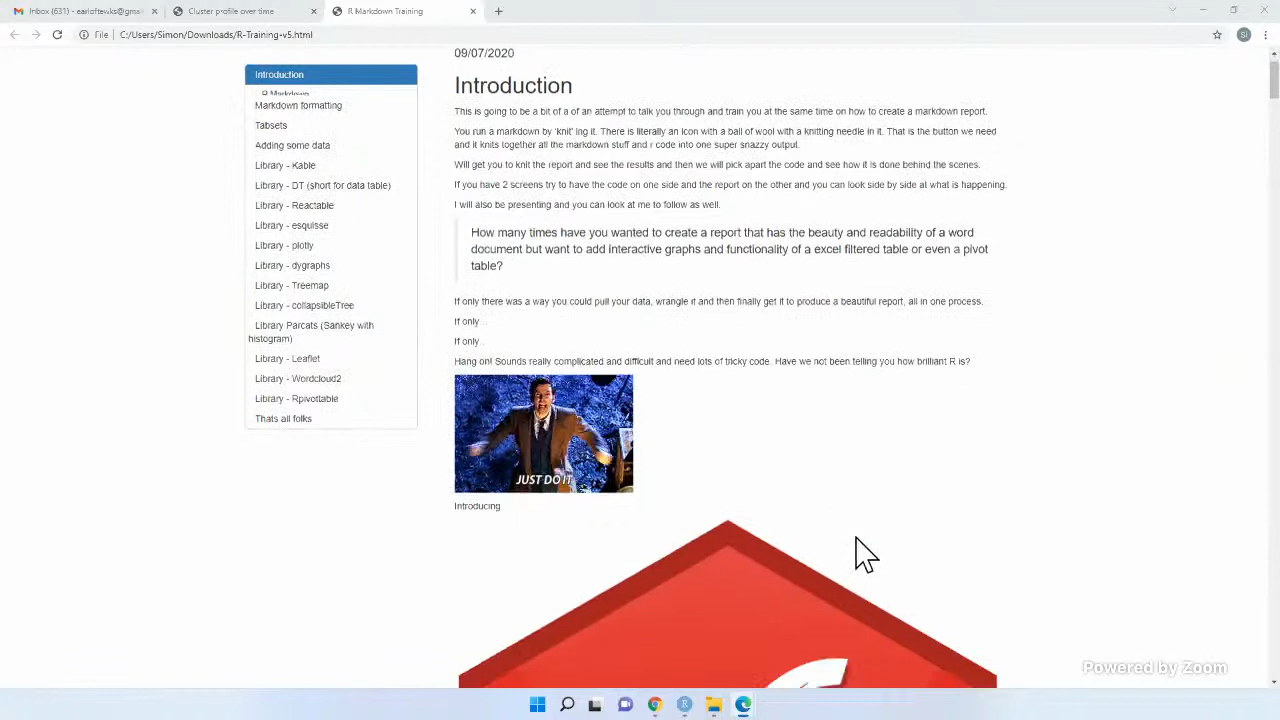 Inbox (631) - earloftewks@gmai
Cluster profile over time
R Markdown Training
File
C:/Users/Simon/Downloads/R-Training-v5.html
Si
09/07/2020
Introduction
R Markdown
Markdown formatting
Tabsets
Adding some data
Library - Kable
Library - DT (short for data table)
Library - Reactable
Library - esquisse
Library - plotly
Library - dygraphs
Library - Treemap
Library - collapsibleTree
Library Parcats (Sankey with
histogram)
Library - Leaflet
Library - Wordcloud2
Library - Rpivottable
Thats all folks
Introduction
This is going to be a bit of a of an attempt to talk you through and train you at the same time on how to create a markdown report.
You run a markdown by 'knit' ing it. There is literally an icon with a ball of wool with a knitting needle in it. That is the button we need
and it knits together all the markdown stuff and r code into one super snazzy output.
Will get you to knit the report and see the results and then we will pick apart the code and see how it is done behind the scenes.
If you have 2 screens try to have the code on one side and the report on the other and you can look side by side at what is happening.
I will also be presenting and you can look at me to follow as well.
How many times have you wanted to create a report that has the beauty and readability of a word
document but want to add interactive graphs and functionality of a excel filtered table or even a pivot
table?
If only there was a way you could pull your data, wrangle it and then finally get it to produce a beautiful report, all in one process.
If only...
If only..
Hang on! Sounds really complicated and difficult and need lots of tricky code. Have we not been telling you how brilliant R is?
JUST DO IT
Introducing
Powered by Zoom